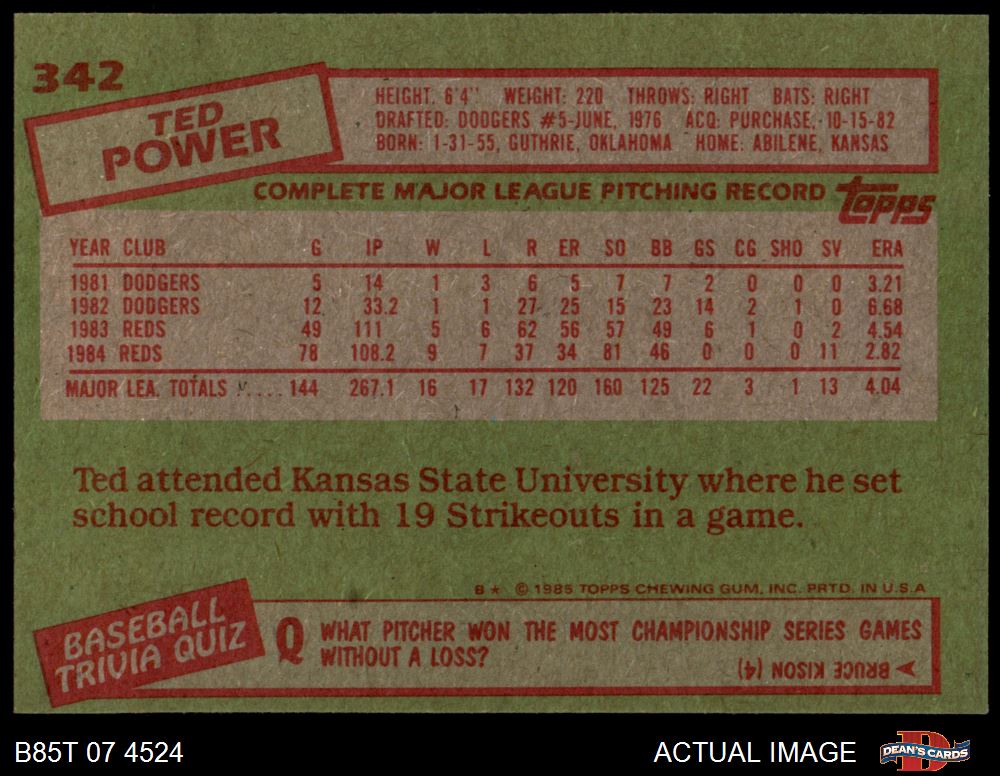 342
TED
POWER
HEIGHT: 6'4" WEIGHT: 220 THROWS: RIGHT BATS: RIGHT
DRAFTED: DODGERS #5-JUNE, 1976 ACQ: PURCHASE, 10-15-82
BORN: 1-31-55, GUTHRIE, OKLAHOMA HOME: ABILENE, KANSAS
COMPLETE MAJOR LEAGUE PITCHING RECORD topps
YEAR CLUB G IP W L R ER SO BB GS CG SHO SV ERA
1981 DODGERS 5 14 1 3 6 5 7 7 2 0 0 0 3.21
1982 DODGERS 12 33.2 1 1 27 25 15 23 14 2 1 0 6.68
1983 REDS 49 111 5 6 62 56 57 49 6 1 0 2 4.54
1984 REDS 78 108.2 9 7 37 34 81 46 0 0 0 11 2.82
MAJOR LEA. TOTALS ..... 144 267.1 16 17 132 120 160 125 22 3 1 13 4.04
Ted attended Kansas State University where he set
school record with 19 Strikeouts in a game.
B★ © 1985 TOPPS CHEWING GUM, INC. PRTD. IN U.S.A
BASEBALL
TRIVIA QUIZ
Q WHAT PITCHER WON THE MOST CHAMPIONSHIP SERIES GAMES
WITHOUT A LOSS?
BRUCE KISON (4)
B85T 07 4524 ACTUAL IMAGE DEAN'S CARDS